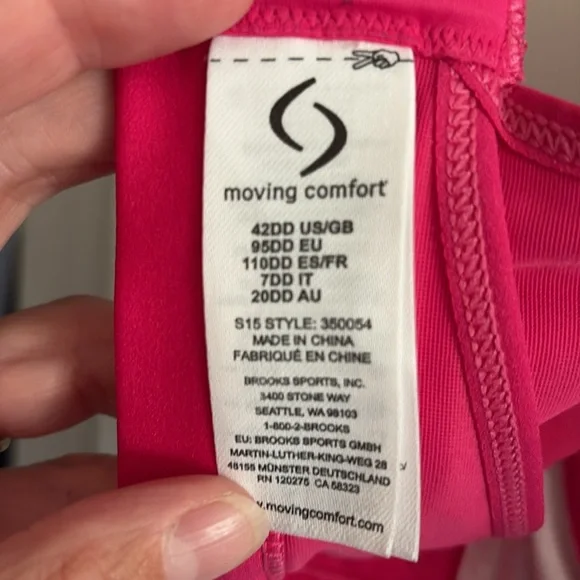 moving comfort
42DD US/GB
95DD EU
110DD ES/FR
7DD IT
20DD AU
S15 STYLE: 350054
MADE IN CHINA
FABRIQUÉ EN CHINE
BROOKS SPORTS, INC.
3400 STONE WAY
SEATTLE, WA 98103
1-800-2-BROOKS
EU: BROOKS SPORTS GMBH
MARTIN-LUTHER-KING-WEG 28
48155 MÜNSTER DEUTSCHLAND
RN 120275 CA 58323
.movingcomfort.com